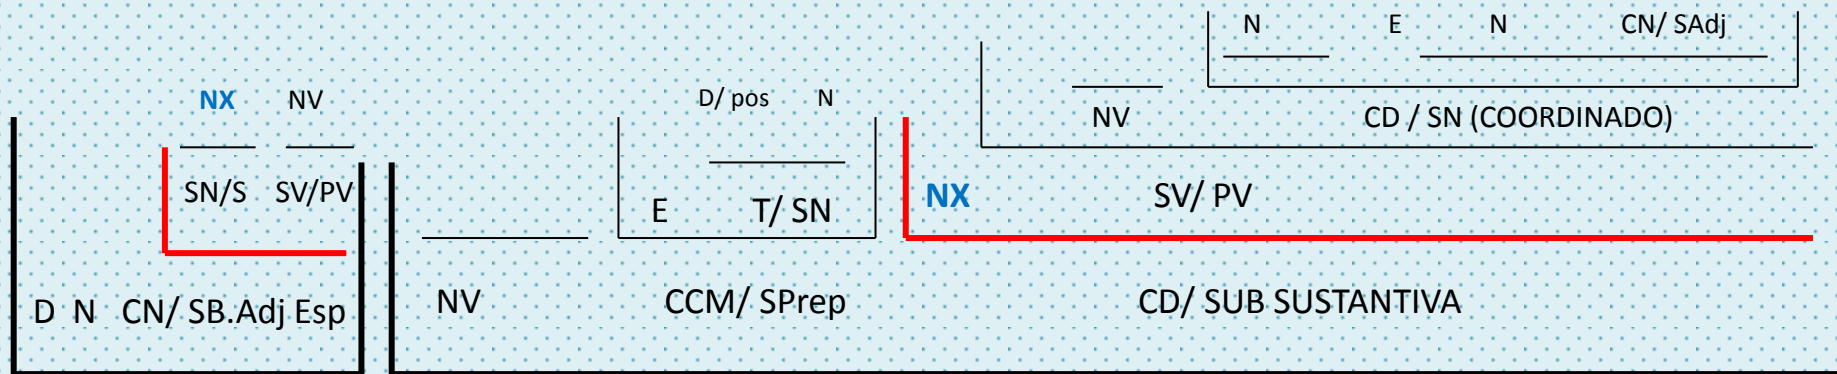 N E N CN/ SAdj
NX NV D/ pos N
NV CD / SN (COORDINADO)
SN/S SV/PV E T/ SN NX SV/ PV
D N CN/ SB.Adj Esp NV CCM/ SPrep CD/ SUB SUSTANTIVA